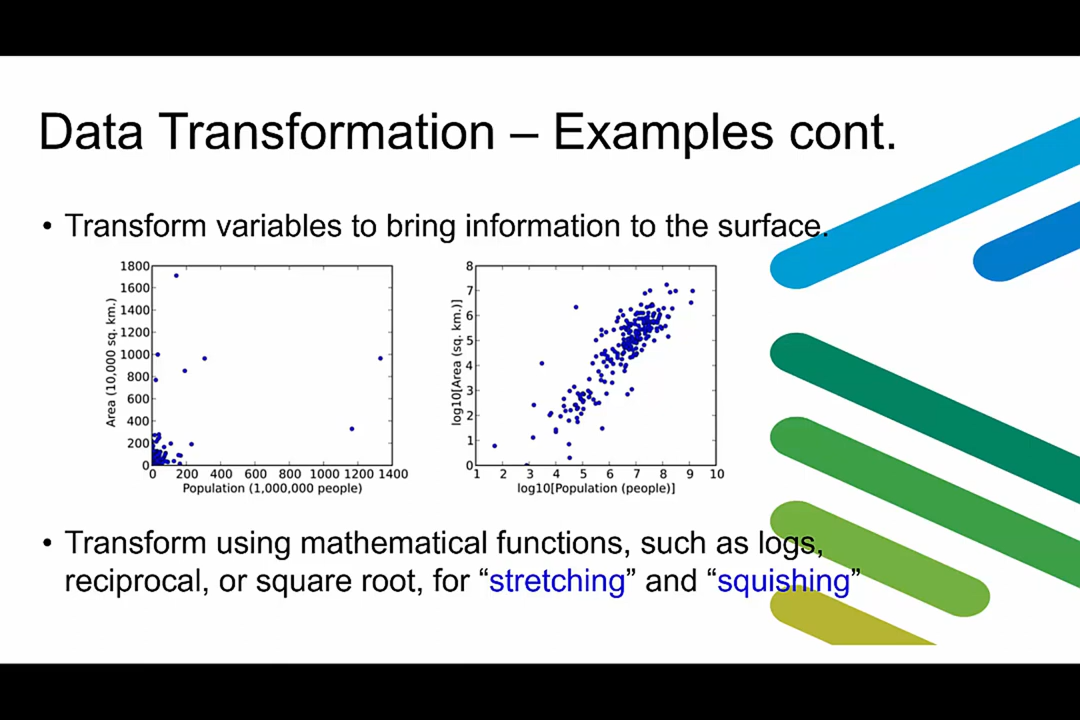 Data Transformation – Examples cont.
• Transform variables to bring information to the surface.
1800
1600
1400
1200
1000
800
600
400
200
0
Area (10,000 sq km.)
0 200 400 600 800 1000 1200 1400
Population (1,000,000 people)
8
7
6
5
4
3
2
1
0
log10[Area (sq. km.)]
1 2 3 4 5 6 7 8 9 10
log10[Population (people)]
• Transform using mathematical functions, such as logs,
reciprocal, or square root, for “stretching” and “squishing”